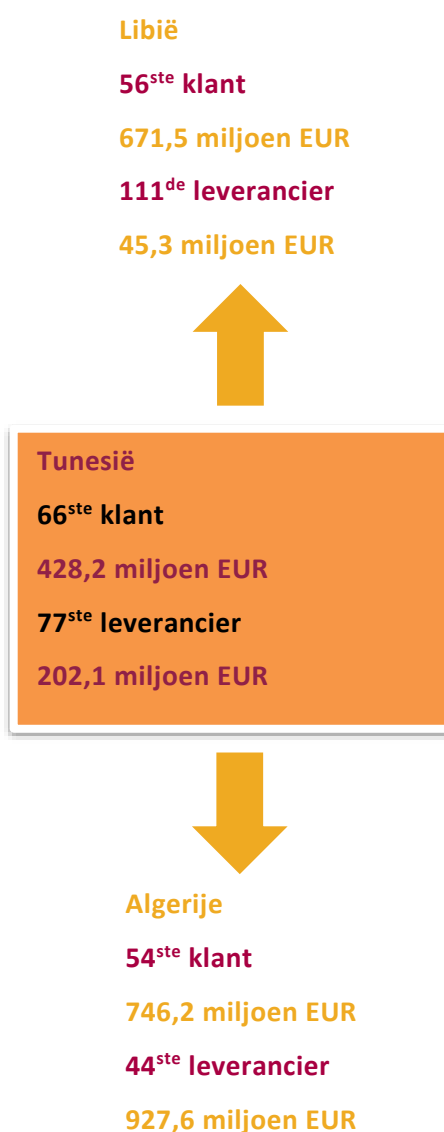 Libië
56ste klant
671,5 miljoen EUR
111de leverancier
45,3 miljoen EUR
Tunesië
66ste klant
428,2 miljoen EUR
77ste leverancier
202,1 miljoen EUR
Algerije
54ste klant
746,2 miljoen EUR
44ste leverancier
927,6 miljoen EUR